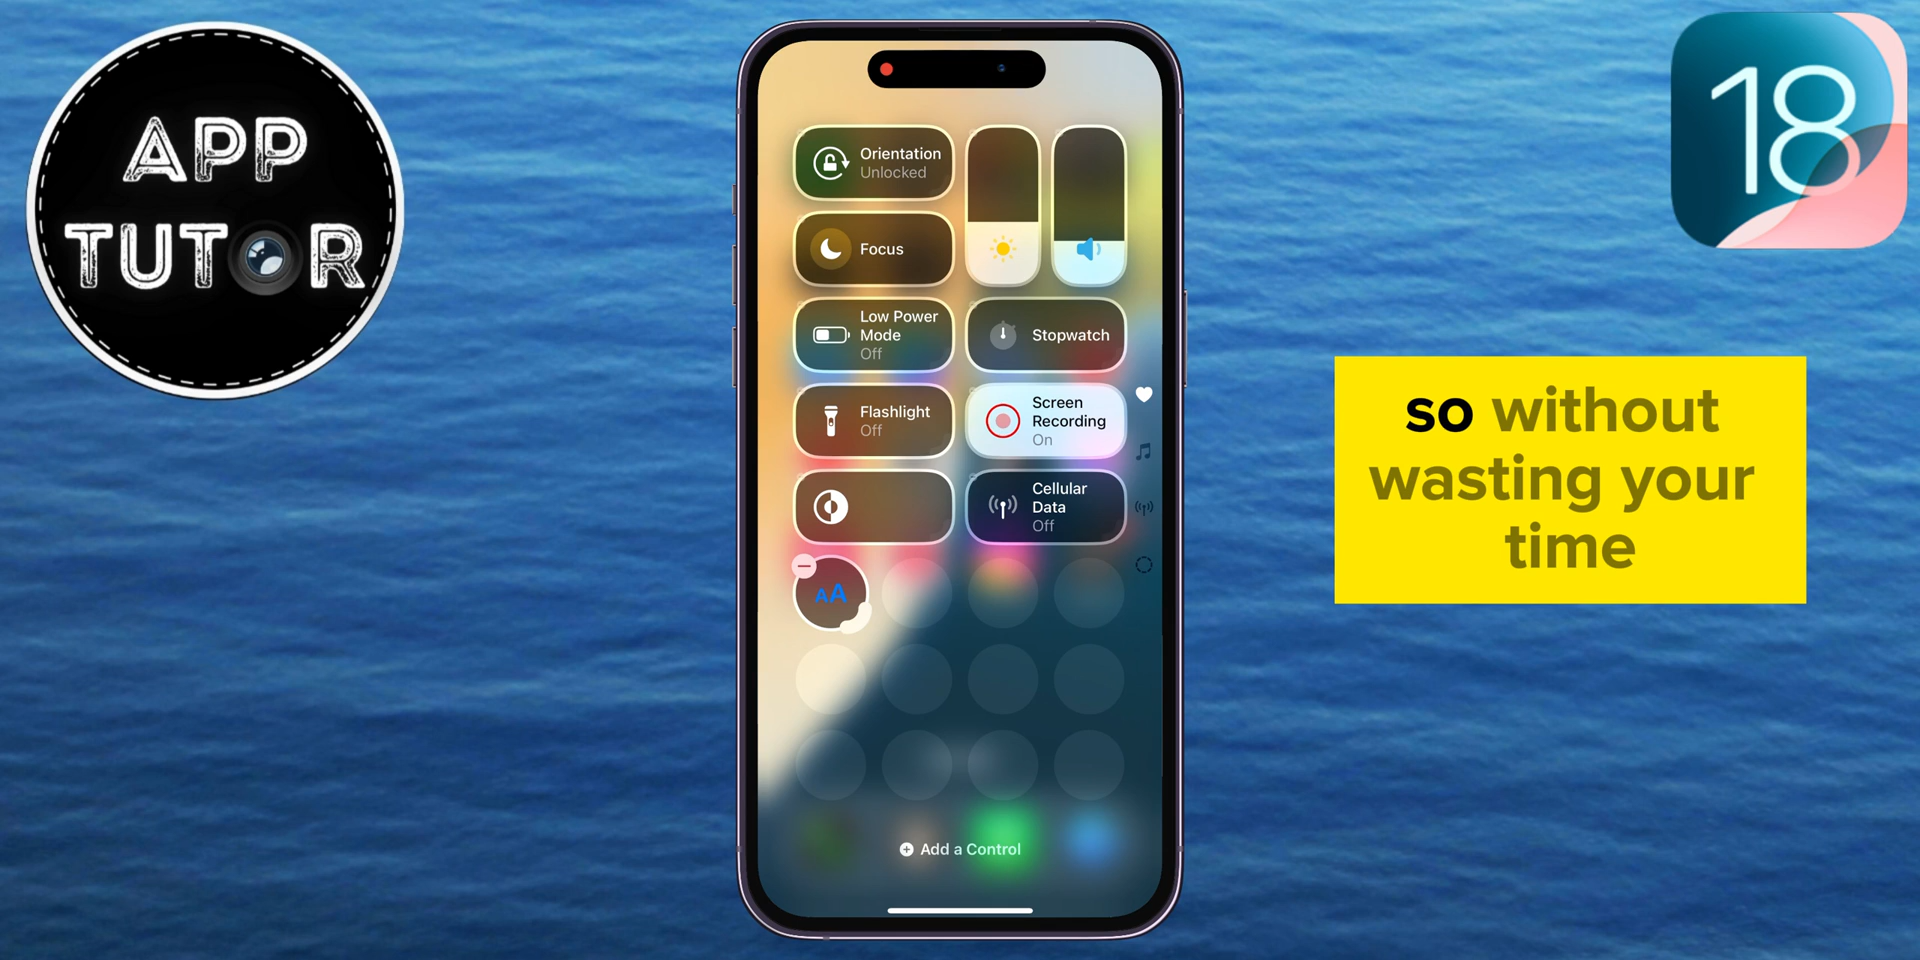 APP
TUTOR
18
Orientation
Unlocked
Focus
Low Power
Mode
Off
Stopwatch
Flashlight
Off
Screen
Recording
On
Cellular
Data
Off
AA
Add a Control
so without
wasting your
time